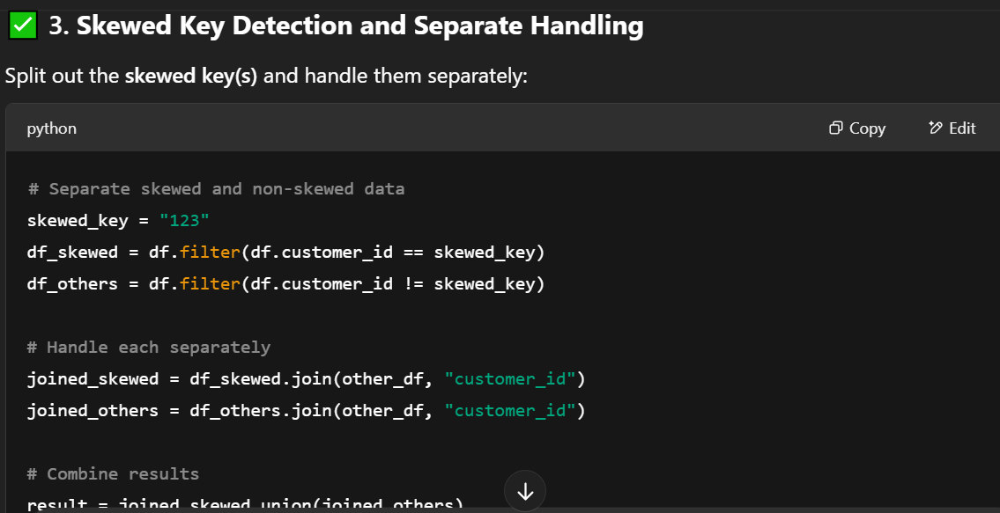 ✅ 3. Skewed Key Detection and Separate Handling
Split out the skewed key(s) and handle them separately:
python
Copy
Edit
# Separate skewed and non-skewed data
skewed_key = "123"
df_skewed = df.filter(df.customer_id == skewed_key)
df_others = df.filter(df.customer_id != skewed_key)
# Handle each separately
joined_skewed = df_skewed.join(other_df, "customer_id")
joined_others = df_others.join(other_df, "customer_id")
# Combine results
result = joined_skewed.union(joined_others)